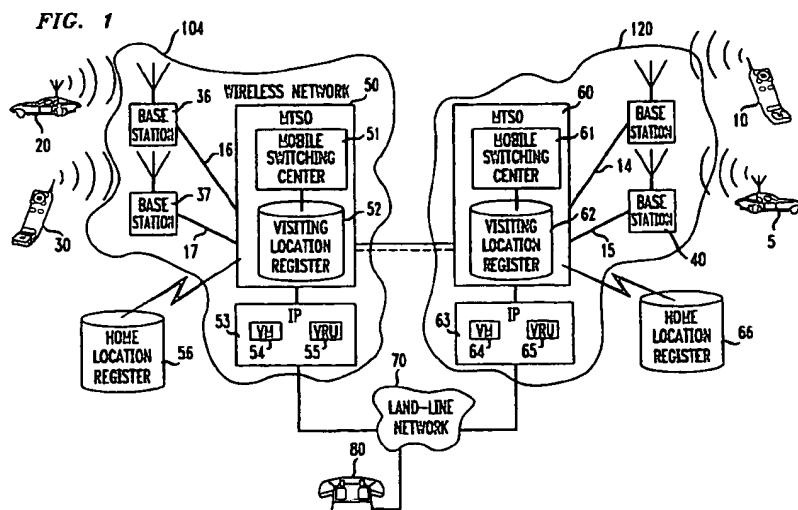 FIG. 1
104
120
WIRELESS NETWORK
50
60
MTSO
MTSO
20
36
BASE
STATION
16
MOBILE
SWITCHING
CENTER
51
MOBILE
SWITCHING
CENTER
61
14
BASE
STATION
10
30
37
BASE
STATION
17
VISITING
LOCATION
REGISTER
52
VISITING
LOCATION
REGISTER
62
15
BASE
STATION
40
5
HOME
LOCATION
REGISTER
56
53
IP
VM
54
VRU
55
63
IP
VM
64
VRU
65
HOME
LOCATION
REGISTER
66
70
LAND-LINE
NETWORK
80